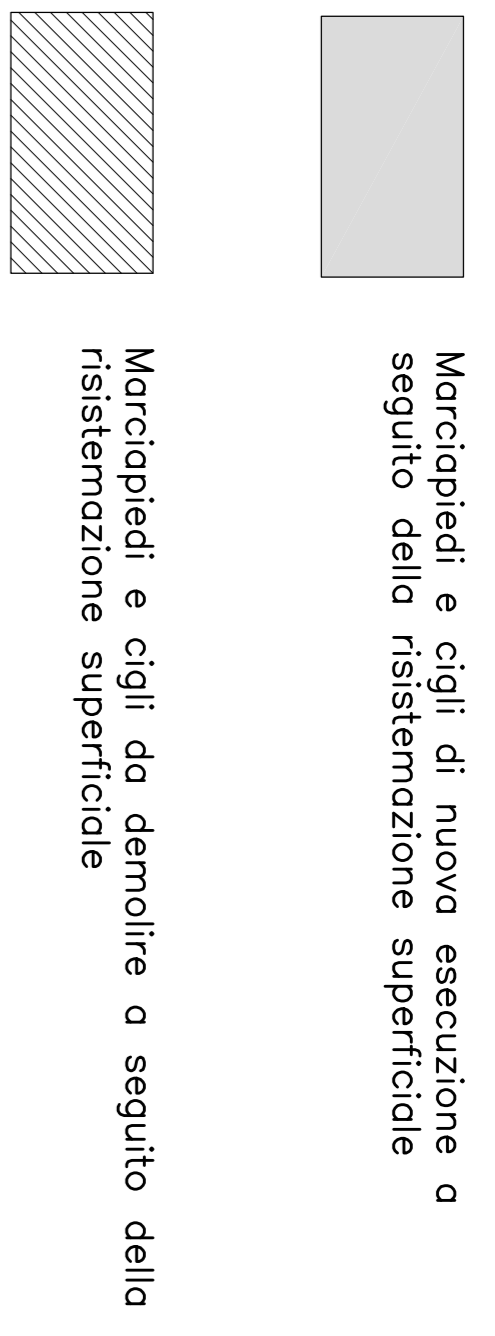 Marciapiedi e cigli di nuova esecuzione a
seguito della risistemazione superficiale
Marciapiedi e cigli da demolire a seguito della
risistemazione superficiale